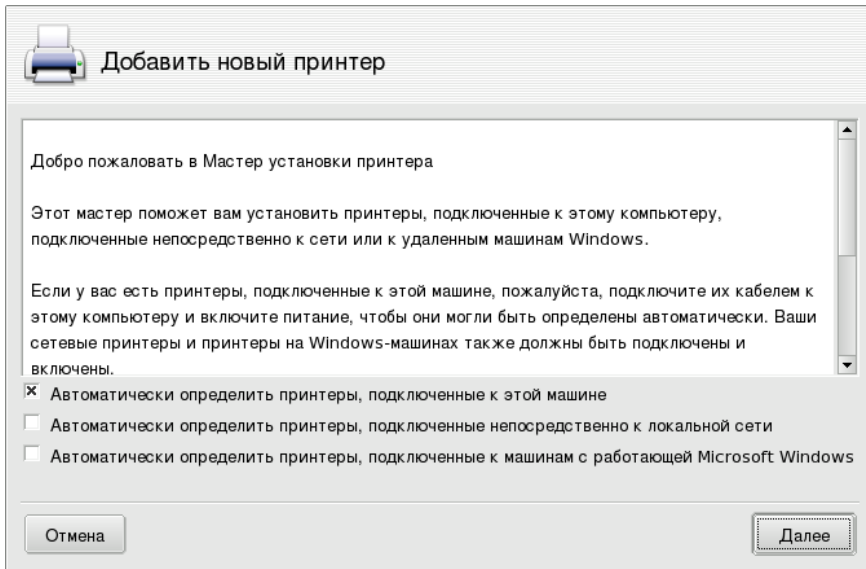 Добавить новый принтер
Добро пожаловать в Мастер установки принтера
Этот мастер поможет вам установить принтеры, подключенные к этому компьютеру,
подключенные непосредственно к сети или к удаленным машинам Windows.
Если у вас есть принтеры, подключенные к этой машине, пожалуйста, подключите их кабелем к
этому компьютеру и включите питание, чтобы они могли быть определены автоматически. Ваши
сетевые принтеры и принтеры на Windows-машинах также должны быть подключены и
включены.
Автоматически определить принтеры, подключенные к этой машине
Автоматически определить принтеры, подключенные непосредственно к локальной сети
Автоматически определить принтеры, подключенные к машинам с работающей Microsoft Windows
Отмена
Далее